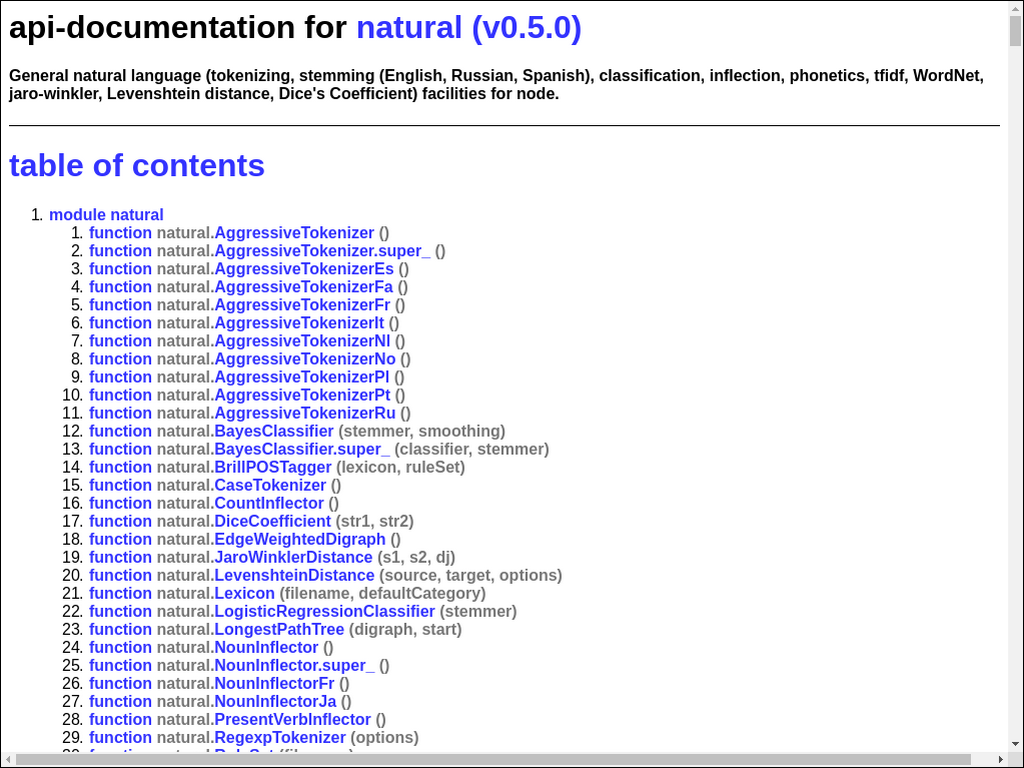 api-documentation for natural (v0.5.0)
General natural language (tokenizing, stemming (English, Russian, Spanish), classification, inflection, phonetics, tfidf, WordNet,
jaro-winkler, Levenshtein distance, Dice's Coefficient) facilities for node.
table of contents
1. module natural
1. function natural.AggressiveTokenizer ()
2. function natural.AggressiveTokenizer.super_ ()
3. function natural.AggressiveTokenizerEs ()
4. function natural.AggressiveTokenizerFa ()
5. function natural.AggressiveTokenizerFr ()
6. function natural.AggressiveTokenizerIt ()
7. function natural.AggressiveTokenizerNl ()
8. function natural.AggressiveTokenizerNo ()
9. function natural.AggressiveTokenizerPl ()
10. function natural.AggressiveTokenizerPt ()
11. function natural.AggressiveTokenizerRu ()
12. function natural.BayesClassifier (stemmer, smoothing)
13. function natural.BayesClassifier.super_ (classifier, stemmer)
14. function natural.BrillPOSTagger (lexicon, ruleSet)
15. function natural.CaseTokenizer ()
16. function natural.CountInflector ()
17. function natural.DiceCoefficient (str1, str2)
18. function natural.EdgeWeightedDigraph ()
19. function natural.JaroWinklerDistance (s1, s2, dj)
20. function natural.LevenshteinDistance (source, target, options)
21. function natural.Lexicon (filename, defaultCategory)
22. function natural.LogisticRegressionClassifier (stemmer)
23. function natural.LongestPathTree (digraph, start)
24. function natural.NounInflector ()
25. function natural.NounInflector.super_ ()
26. function natural.NounInflectorFr ()
27. function natural.NounInflectorJa ()
28. function natural.PresentVerbInflector ()
29. function natural.RegexpTokenizer (options)